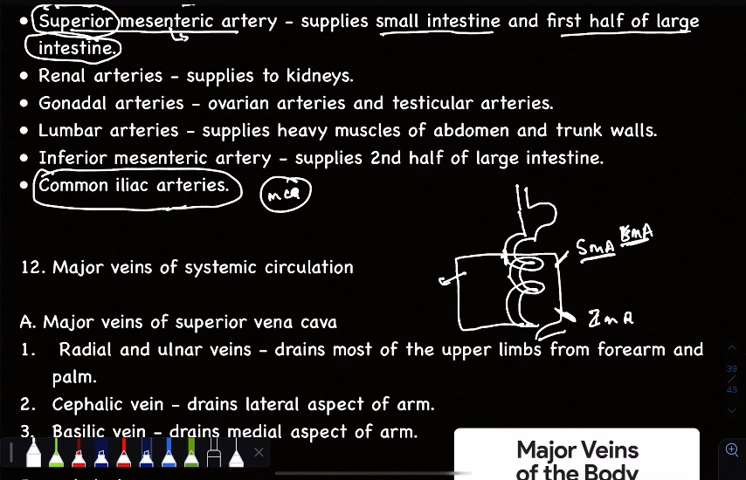 • Superior mesenteric artery – supplies small intestine and first half of large
intestine.
• Renal arteries – supplies to kidneys.
• Gonadal arteries – ovarian arteries and testicular arteries.
• Lumbar arteries – supplies heavy muscles of abdomen and trunk walls.
• Inferior mesenteric artery – supplies 2nd half of large intestine.
• Common iliac arteries.
mcq
SmA
ImA
12. Major veins of systemic circulation
A. Major veins of superior vena cava
1. Radial and ulnar veins – drains most of the upper limbs from forearm and
palm.
2. Cephalic vein – drains lateral aspect of arm.
3. Basilic vein – drains medial aspect of arm.
39
43
Major Veins
of the Body